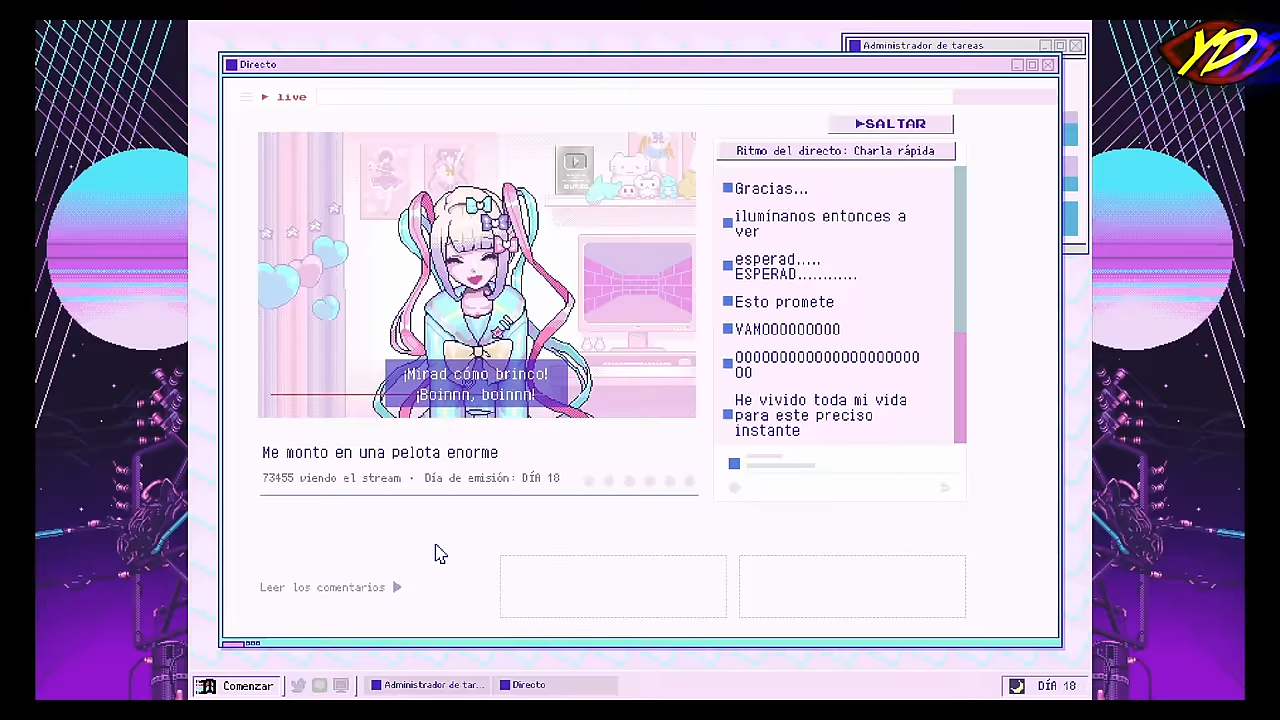 Administrador de tareas
YD
Directo
live
▶SALTAR
Ritmo del directo: Charla rápida
Gracias...
ilumínanos entonces a
ver
esperad.....
ESPERAD............
Esto promete
VAMOOOOOOOOO
OOOOOOOOOOOOOOOOOOOOOOOO
OO
He vivido toda mi vida
para este preciso
instante
¡Mirad cómo brinco!
¡Boinnn, boinnn!
Me monto en una pelota enorme
73455 viendo el stream · Día de emisión: DÍA 18
Leer los comentarios
Comenzar
Administrador de tar...
Directo
DÍA 18